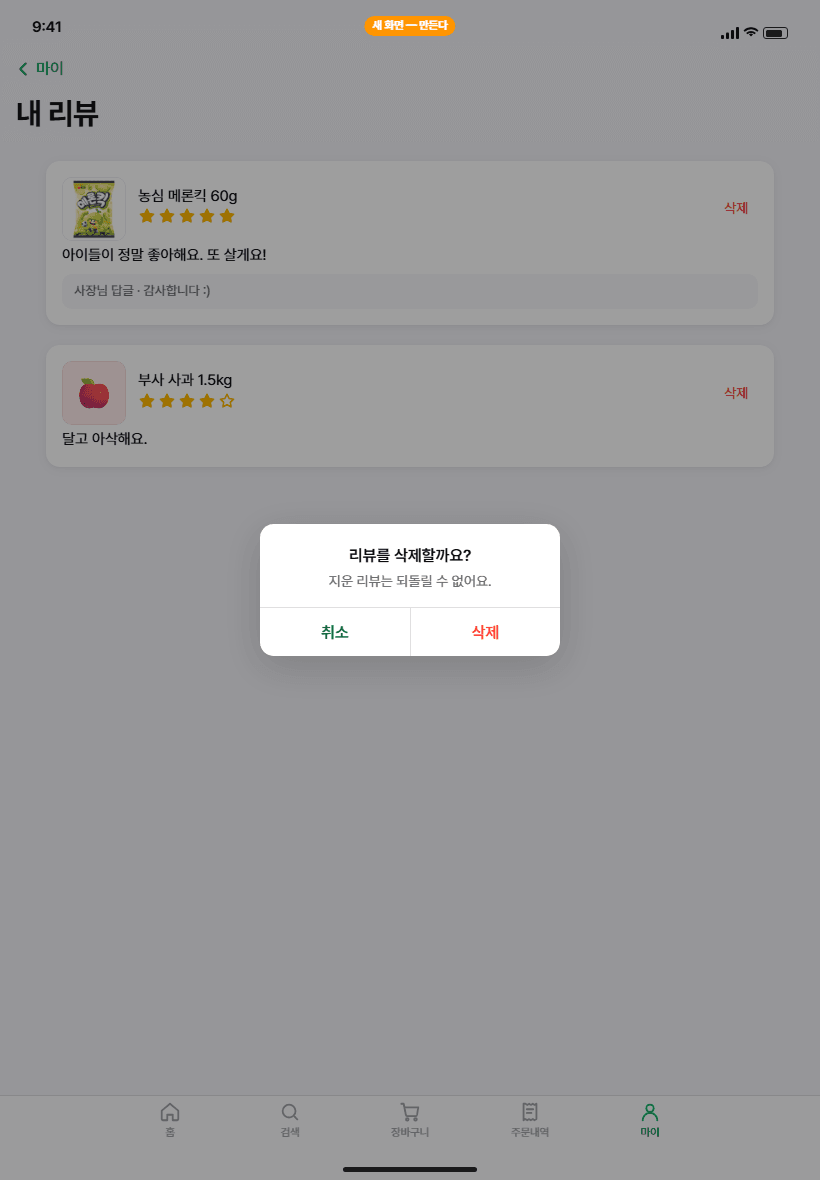 9:41
새 화면 — 만든다
마이
내 리뷰
농심 메론킥 60g
삭제
메론킥
아이들이 정말 좋아해요. 또 살게요!
사장님 답글 · 감사합니다 :)
부사 사과 1.5kg
삭제
달고 아삭해요.
리뷰를 삭제할까요?
지운 리뷰는 되돌릴 수 없어요.
취소
삭제
홈
검색
장바구니
주문내역
마이